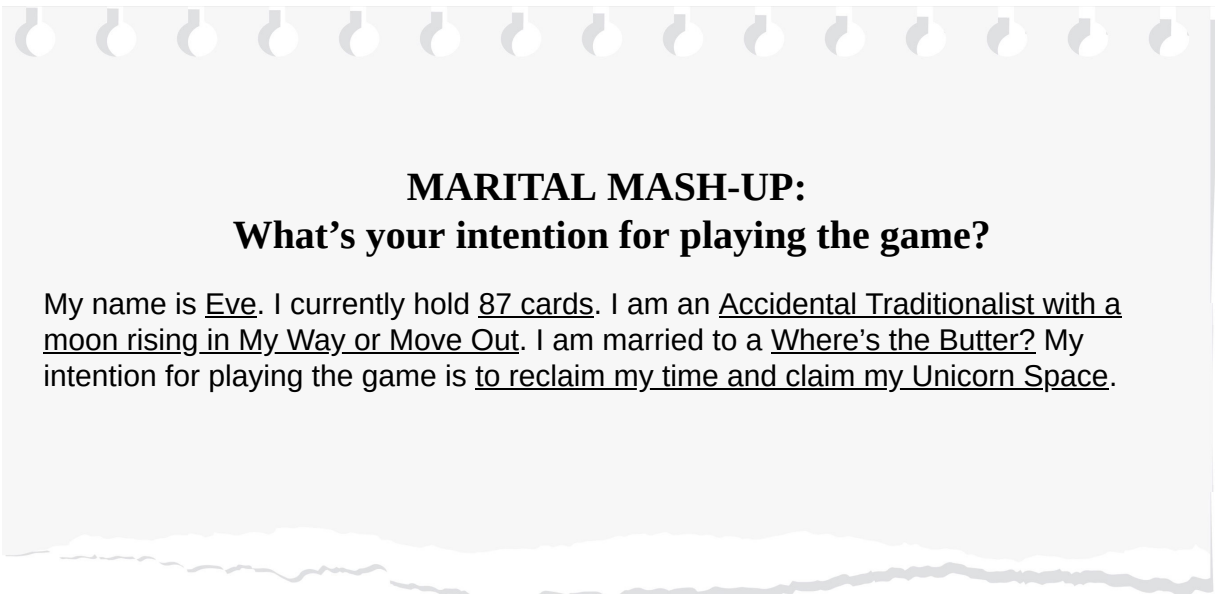 MARITAL MASH-UP:
What’s your intention for playing the game?
My name is Eve. I currently hold 87 cards. I am an Accidental Traditionalist with a
moon rising in My Way or Move Out. I am married to a Where’s the Butter? My
intention for playing the game is to reclaim my time and claim my Unicorn Space.